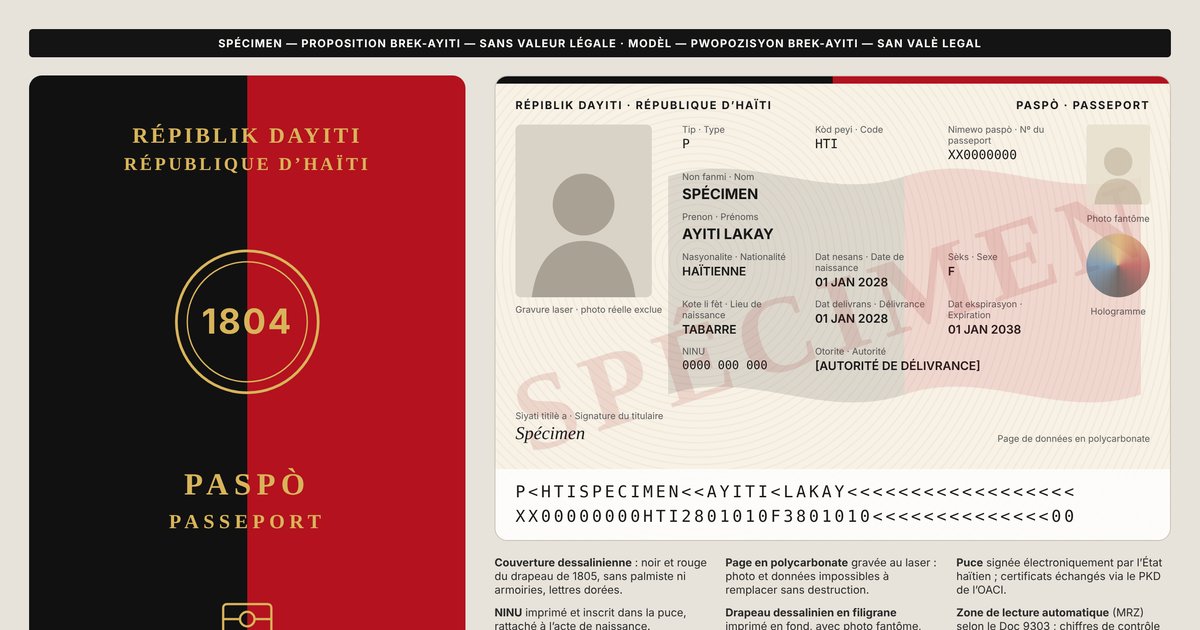 SPÉCIMEN — PROPOSITION BREK-AYITI — SANS VALEUR LÉGALE · MODÈL — PWOPOZISYON BREK-AYITI — SAN VALÈ LEGAL
RÉPIBLIK DAYITI
RÉPUBLIQUE D’HAÏTI
1804
PASPÒ
PASSEPORT
RÉPIBLIK DAYITI · RÉPUBLIQUE D’HAÏTI
PASPÒ · PASSEPORT
Tip · Type
P
Kòd peyi · Code
HTI
Nimewo paspò · Nº du
passeport
XX0000000
Non fanmi · Nom
SPÉCIMEN
Prenon · Prénoms
AYITI LAKAY
Nasyonalite · Nationalité
HAÏTIENNE
Dat nesans · Date de
naissance
01 JAN 2028
Sèks · Sexe
F
Kote li fèt · Lieu de
naissance
TABARRE
Dat delivrans · Délivrance
01 JAN 2028
Dat ekspirasyon ·
Expiration
01 JAN 2038
NINU
0000 000 000
Otorite · Autorité
[AUTORITÉ DE DÉLIVRANCE]
Photo fantôme
Hologramme
Gravure laser · photo réelle exclue
SPÉCIMEN
Siyati titilè a · Signature du titulaire
Spécimen
Page de données en polycarbonate
P<HTISPECIMEN<<AYITI<LAKAY<<<<<<<<<<<<<<<<<<
XX00000000HTI2801010F3801010<<<<<<<<<<<<<<00
Couverture dessalinienne : noir et rouge
du drapeau de 1805, sans palmiste ni
armoiries, lettres dorées.
NINU imprimé et inscrit dans la puce,
rattaché à l’acte de naissance.
Page en polycarbonate gravée au laser :
photo et données impossibles à
remplacer sans destruction.
Drapeau dessalinien en filigrane
imprimé en fond, avec photo fantôme,
Puce signée électroniquement par l’État
haïtien ; certificats échangés via le PKD
de l’OACI.
Zone de lecture automatique (MRZ)
selon le Doc 9303 : chiffres de contrôle